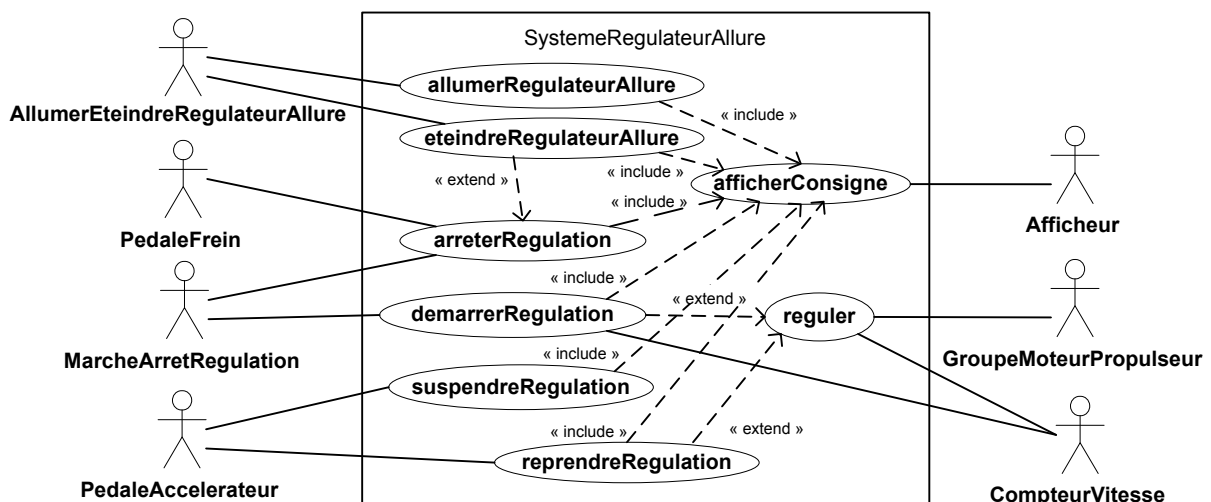 SystemeRegulateurAllure
allumerRegulateurAllure
AllumerEteindreRegulateurAllure
« include »
eteindreRegulateurAllure
« include »
« extend »
afficherConsigne
« include »
Afficheur
PedaleFrein
arreterRegulation
« include »
« extend »
demarrerRegulation
reguler
MarcheArretRegulation
GroupeMoteurPropulseur
« include »
suspendreRegulation
« include »
« extend »
reprendreRegulation
PedaleAccelerateur
CompteurVitesse